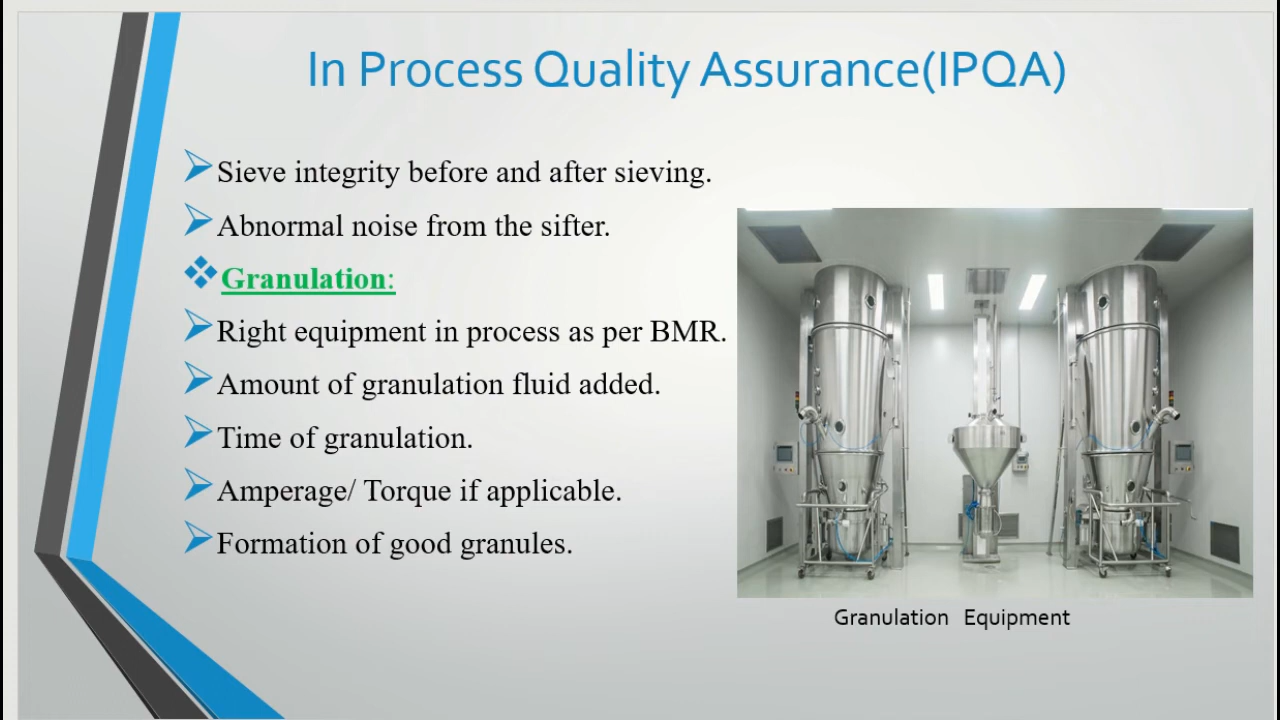 In Process Quality Assurance(IPQA)
Sieve integrity before and after sieving.
Abnormal noise from the sifter.
Granulation:
Right equipment in process as per BMR.
Amount of granulation fluid added.
Time of granulation.
Amperage/ Torque if applicable.
Formation of good granules.
Granulation Equipment